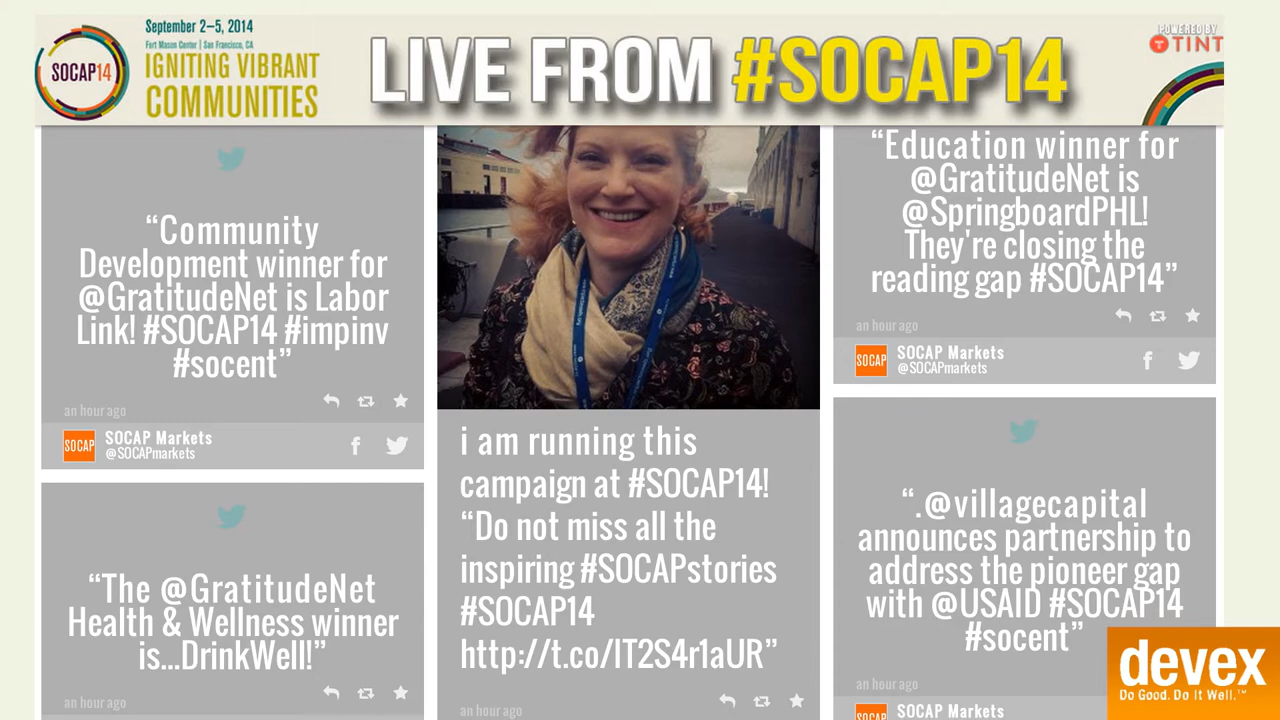 SOCAP14
September 2–5, 2014
Fort Mason Center | San Francisco, CA
IGNITING VIBRANT
COMMUNITIES
LIVE FROM #SOCAP14
POWERED BY
TINT
“Community
Development winner for
@GratitudeNet is Labor
Link! #SOCAP14 #impinv
#socent”
an hour ago
SOCAP
SOCAP Markets
@SOCAPmarkets
“The @GratitudeNet
Health & Wellness winner
is...DrinkWell!”
an hour ago
i am running this
campaign at #SOCAP14!
“Do not miss all the
inspiring #SOCAPstories
#SOCAP14
http://t.co/IT2S4r1aUR”
an hour ago
“Education winner for
@GratitudeNet is
@SpringboardPHL!
They're closing the
reading gap #SOCAP14”
an hour ago
SOCAP
SOCAP Markets
@SOCAPmarkets
“.@villagecapital
announces partnership to
address the pioneer gap
with @USAID #SOCAP14
#socent”
an hour ago
SOCAP
SOCAP Markets
devex
Do Good. Do It Well.™